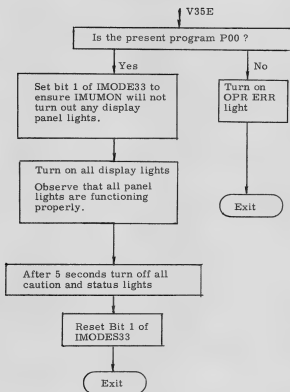 V35E
Is the present program P00 ?
Yes
No
Set bit 1 of IMODE33 to
ensure IMUMON will not
turn out any display
panel lights.
Turn on
OPR ERR
light
Turn on all display lights
Observe that all panel
lights are functioning
properly.
Exit
After 5 seconds turn off all
caution and status lights
Reset Bit 1 of
IMODES33
Exit